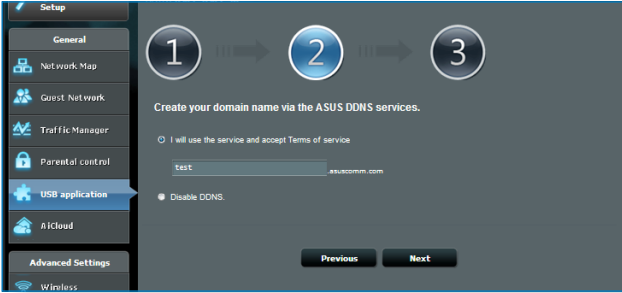 Setup
General
Network Map
Guest Network
Traffic Manager
Parental control
USB application
AiCloud
Advanced Settings
Wireless
1
2
3
Create your domain name via the ASUS DDNS services.
I will use the service and accept Terms of service
test .asuscomm.com
Disable DDNS.
Previous Next